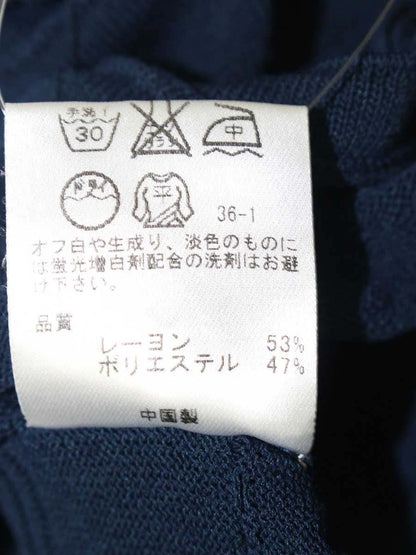 手洗イ
30
中
平
36-1
オフ白や生成り、淡色のものに
は蛍光増白剤配合の洗剤はお避
け下さい。
品質
レーヨン 53%
ポリエステル 47%
中国製